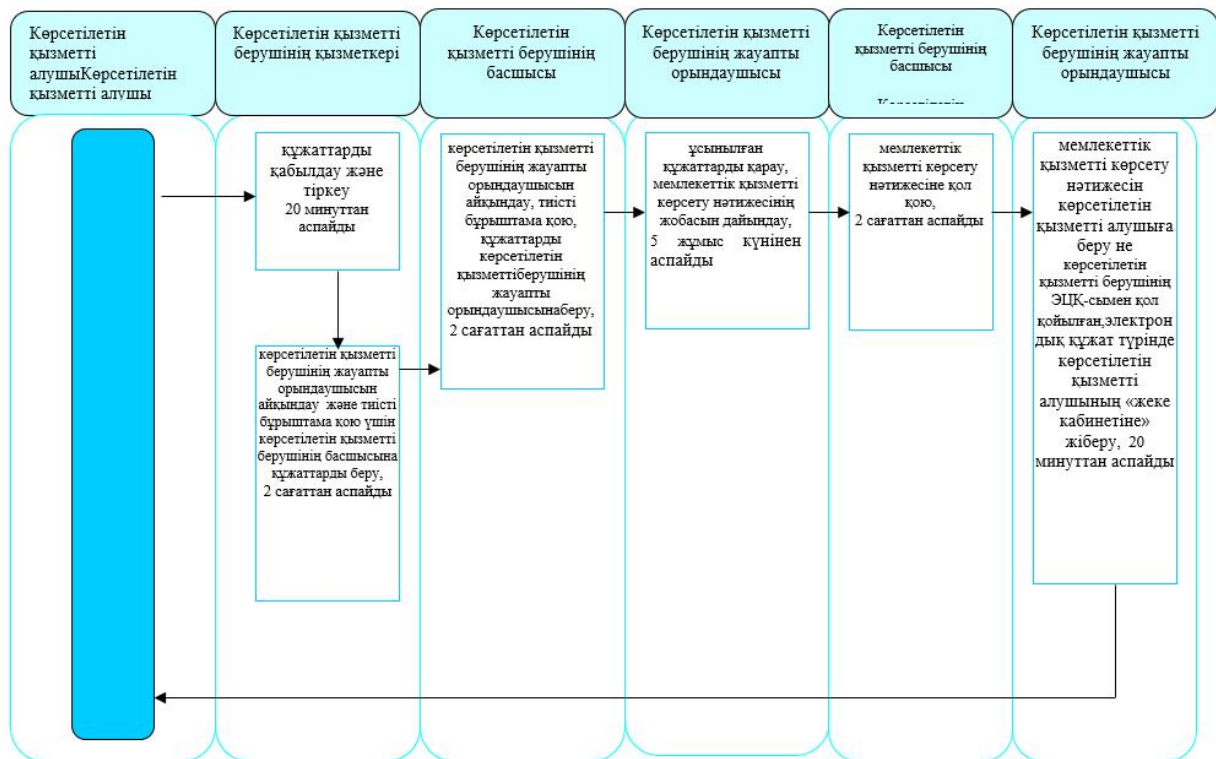 Көрсетілетін
қызметті
алушыКөрсетілетін
қызметті алушы
Көрсетілетін қызметті
берушінің қызметкері
Көрсетілетін
қызметті берушінің
басшысы
Көрсетілетін қызметті
берушінің жауапты
орындаушысы
Көрсетілетін
қызметті берушінің
басшысы
Көрсетілетін қызметті
берушінің жауапты
орындаушысы
құжаттарды
қабылдау және
тіркеу
20 минуттан
аспайды
көрсетілетін қызметті
берушінің жауапты
орындаушысын
айқындау және тиісті
бұрыштама қою үшін
көрсетілетін қызметті
берушінің басшысына
құжаттарды беру,
2 сағаттан аспайды
көрсетілетін қызметті
берушінің жауапты
орындаушысын
айқындау, тиісті
бұрыштама қою,
құжаттарды
көрсетілетін
қызметтіберушінің
жауапты
орындаушысынаберу,
2 сағаттан аспайды
ұсынылған
құжаттарды қарау,
мемлекеттік қызметті
көрсету нәтижесінің
жобасын дайындау,
5 жұмыс күнінен
аспайды
мемлекеттік
қызметті көрсету
нәтижесіне қол
қою,
2 сағаттан аспайды
мемлекеттік
қызметті көрсету
нәтижесін
көрсетілетін
қызметті алушыға
беру не
көрсетілетін
қызметті берушінің
ЭЦҚ-сымен қол
қойылған,электрон
дық құжат түрінде
көрсетілетін
қызметті
алушының «жеке
кабинетіне»
жіберу, 20
минуттан аспайды